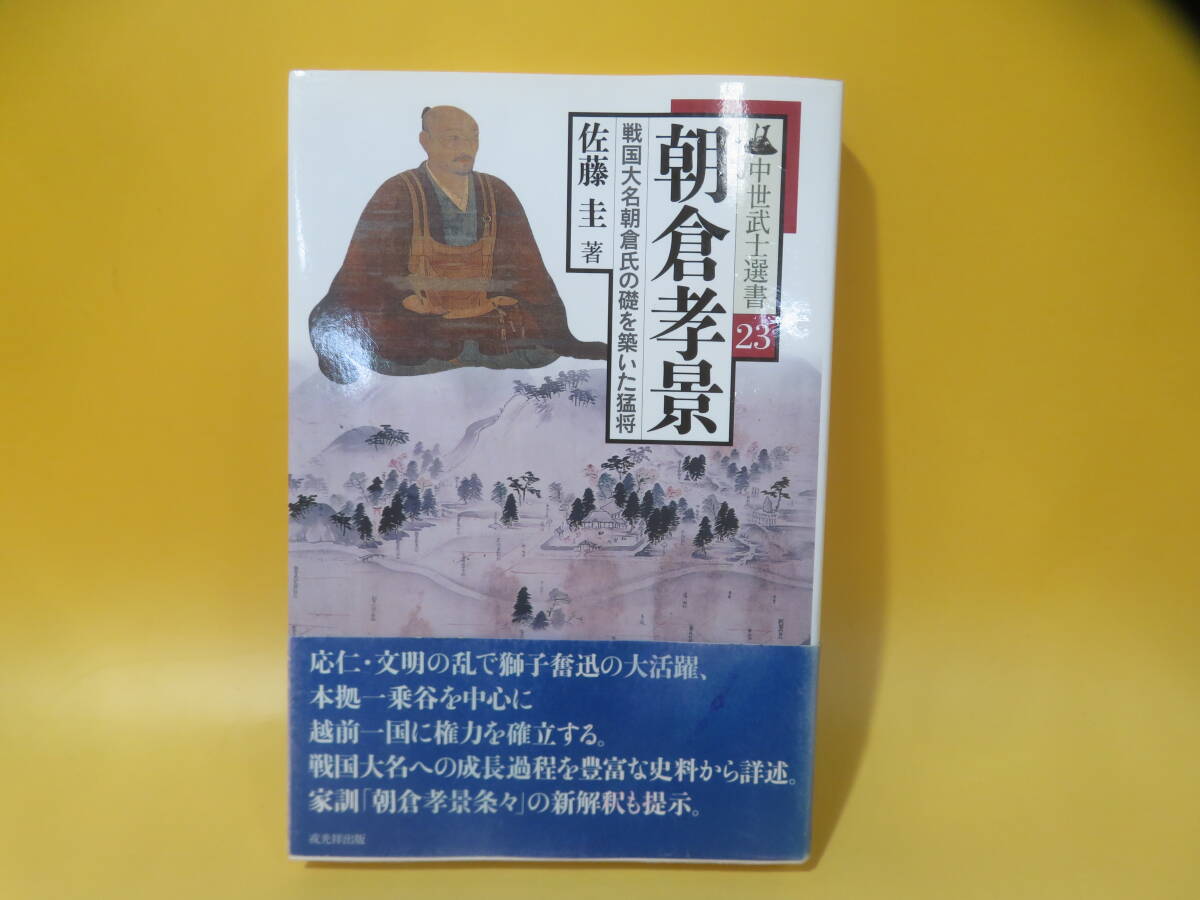 中世武士選書
23
朝倉孝景
戦国大名朝倉氏の礎を築いた猛将
佐藤 圭 著
応仁・文明の乱で獅子奮迅の大活躍、
本拠一乗谷を中心に
越前一国に権力を確立する。
戦国大名への成長過程を豊富な史料から詳述。
家訓「朝倉孝景条々」の新解釈も提示。
戎光祥出版